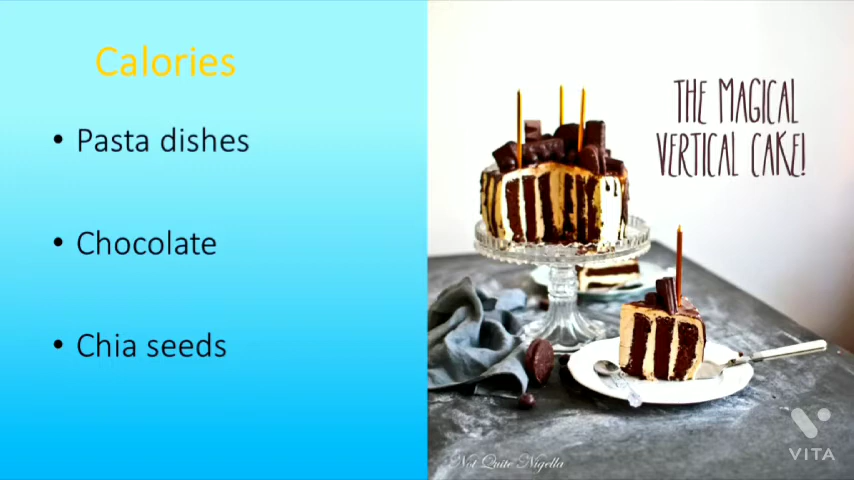 Calories
• Pasta dishes
• Chocolate
• Chia seeds
THE MAGICAL
VERTICAL CAKE!
Not Quite Nigella
VITA